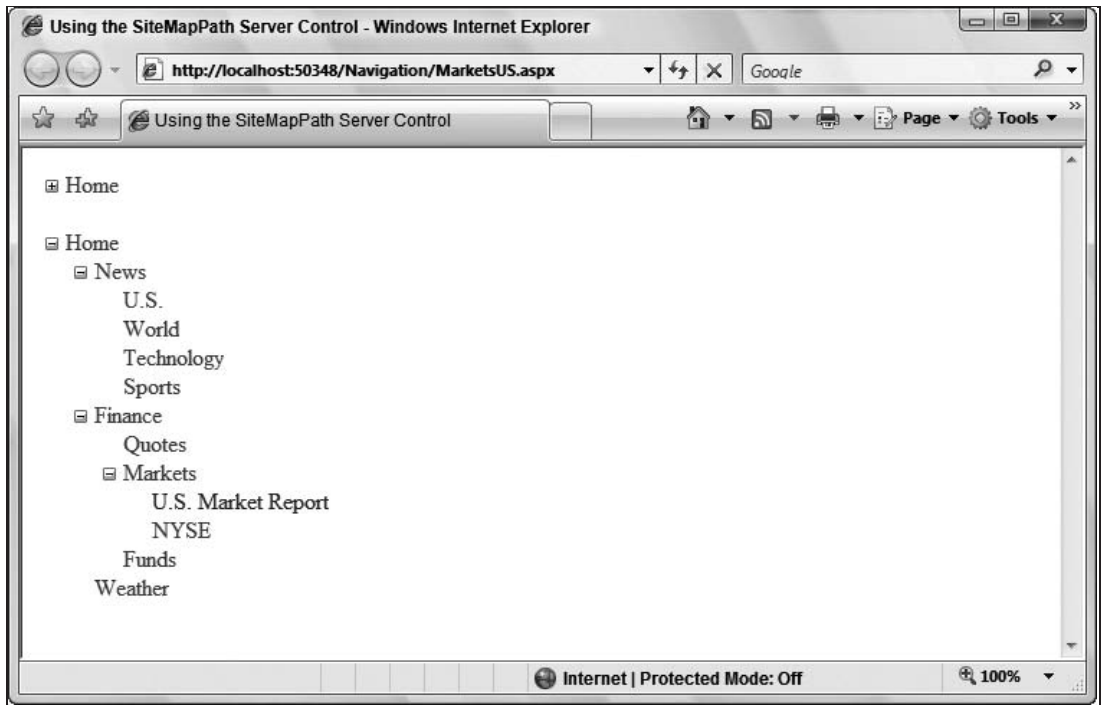 Using the SiteMapPath Server Control - Windows Internet Explorer
http://localhost:50348/Navigation/MarketsUS.aspx
Google
Using the SiteMapPath Server Control
Page
Tools
Home
Home
News
U.S.
World
Technology
Sports
Finance
Quotes
Markets
U.S. Market Report
NYSE
Funds
Weather
Internet | Protected Mode: Off
100%